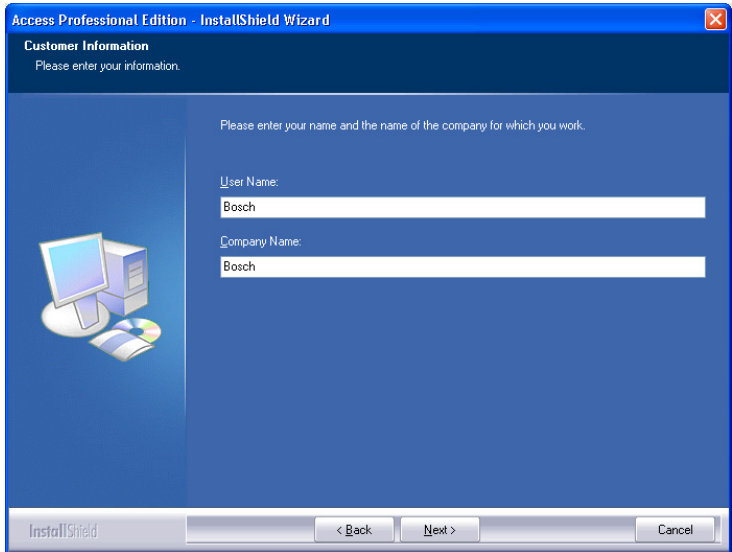 Access Professional Edition - InstallShield Wizard
Customer Information
Please enter your information.
Please enter your name and the name of the company for which you work.
User Name:
Bosch
Company Name:
Bosch
InstallShield
< Back
Next >
Cancel